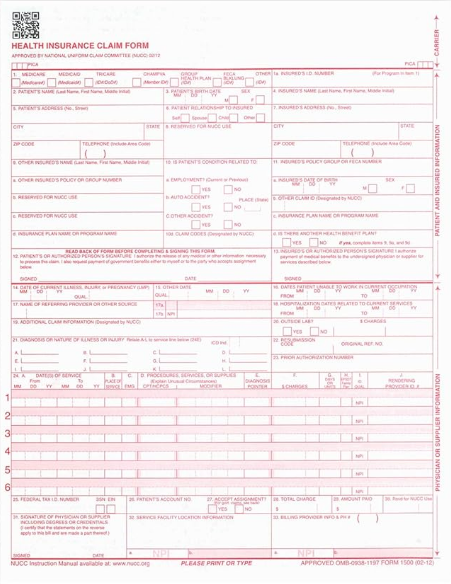 HEALTH INSURANCE CLAIM FORM
APPROVED BY NATIONAL UNIFORM CLAIM COMMITTEE (NUCC) 02/12
PICA
PICA
CARRIER
1. MEDICARE MEDICAID TRICARE CHAMPVA GROUP HEALTH PLAN FECA BLKLUNG OTHER 1a. INSURED'S I.D. NUMBER (For Program in Item 1)
(Medicare#) (Medicaid#) (ID#/DoD#) (Member ID#) (ID#) (ID#) (ID#)
2. PATIENT'S NAME (Last Name, First Name, Middle Initial) 3. PATIENT'S BIRTH DATE SEX 4. INSURED'S NAME (Last Name, First Name, Middle Initial)
MM DD YY M F
5. PATIENT'S ADDRESS (No., Street) 6. PATIENT RELATIONSHIP TO INSURED 7. INSURED'S ADDRESS (No., Street)
Self Spouse Child Other
CITY STATE 8. RESERVED FOR NUCC USE CITY STATE
ZIP CODE TELEPHONE (Include Area Code) ZIP CODE TELEPHONE (Include Area Code)
( ) ( )
9. OTHER INSURED'S NAME (Last Name, First Name, Middle Initial) 10. IS PATIENT'S CONDITION RELATED TO: 11. INSURED'S POLICY GROUP OR FECA NUMBER
a. OTHER INSURED'S POLICY OR GROUP NUMBER a. EMPLOYMENT? (Current or Previous) a. INSURED'S DATE OF BIRTH SEX
YES NO MM DD YY M F
b. RESERVED FOR NUCC USE b. AUTO ACCIDENT? PLACE (State) b. OTHER CLAIM ID (Designated by NUCC)
YES NO
c. RESERVED FOR NUCC USE c. OTHER ACCIDENT? c. INSURANCE PLAN NAME OR PROGRAM NAME
YES NO
d. INSURANCE PLAN NAME OR PROGRAM NAME 10d. CLAIM CODES (Designated by NUCC) d. IS THERE ANOTHER HEALTH BENEFIT PLAN?
YES NO If yes, complete items 9, 9a, and 9d.
READ BACK OF FORM BEFORE COMPLETING & SIGNING THIS FORM.
12. PATIENT'S OR AUTHORIZED PERSON'S SIGNATURE I authorize the release of any medical or other information necessary
to process this claim. I also request payment of government benefits either to myself or to the party who accepts assignment
below.
13. INSURED'S OR AUTHORIZED PERSON'S SIGNATURE I authorize
payment of medical benefits to the undersigned physician or supplier for
services described below.
SIGNED DATE SIGNED
PATIENT AND INSURED INFORMATION
14. DATE OF CURRENT ILLNESS, INJURY, or PREGNANCY (LMP) 15. OTHER DATE 16. DATES PATIENT UNABLE TO WORK IN CURRENT OCCUPATION
MM DD YY QUAL. QUAL. MM DD YY FROM MM DD YY TO MM DD YY
17. NAME OF REFERRING PROVIDER OR OTHER SOURCE 17a. 18. HOSPITALIZATION DATES RELATED TO CURRENT SERVICES
17b. NPI FROM MM DD YY TO MM DD YY
19. ADDITIONAL CLAIM INFORMATION (Designated by NUCC) 20. OUTSIDE LAB? $ CHARGES
YES NO
21. DIAGNOSIS OR NATURE OF ILLNESS OR INJURY Relate A-L to service line below (24E) ICD Ind. 22. RESUBMISSION CODE ORIGINAL REF. NO.
A. B. C. D.
E. F. G. H.
I. J. K. L.
23. PRIOR AUTHORIZATION NUMBER
24. A. DATE(S) OF SERVICE B. C. D. PROCEDURES, SERVICES, OR SUPPLIES E. F. G. H. I. J.
From To PLACE OF (Explain Unusual Circumstances) DIAGNOSIS RENDERING
MM DD YY MM DD YY SERVICE EMG CPT/HCPCS MODIFIER POINTER $ CHARGES PROVIDER ID. #
1 NPI
2 NPI
3 NPI
4 NPI
5 NPI
6 NPI
PHYSICIAN OR SUPPLIER INFORMATION
25. FEDERAL TAX I.D. NUMBER SSN EIN 26. PATIENT'S ACCOUNT NO. 27. ACCEPT ASSIGNMENT? 28. TOTAL CHARGE 29. AMOUNT PAID 30. Rsvd for NUCC Use
YES NO $ $
31. SIGNATURE OF PHYSICIAN OR SUPPLIER
INCLUDING DEGREES OR CREDENTIALS
(I certify that the statements on the reverse
apply to this bill and are made a part thereof.)
32. SERVICE FACILITY LOCATION INFORMATION 33. BILLING PROVIDER INFO & PH # ( )
SIGNED DATE a. NPI b. a. NPI b.
NUCC Instruction Manual available at: www.nucc.org PLEASE PRINT OR TYPE APPROVED OMB-0938-1197 FORM 1500 (02-12)